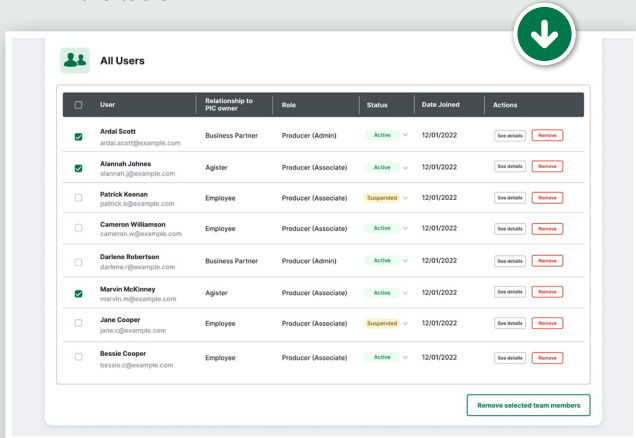 All Users
User Relationship to PIC owner Role Status Date Joined Actions
Ardal Scott
ardal.scott@example.com Business Partner Producer (Admin) Active 12/01/2022 See details Remove
Alannah Johnes
alannah.j@example.com Agister Producer (Associate) Active 12/01/2022 See details Remove
Patrick Keenan
patrick.k@example.com Employee Producer (Associate) Suspended 12/01/2022 See details Remove
Cameron Williamson
cameron.w@example.com Employee Producer (Associate) Active 12/01/2022 See details Remove
Darlene Robertson
darlene.r@example.com Business Partner Producer (Admin) Active 12/01/2022 See details Remove
Marvin McKinney
marvin.m@example.com Agister Producer (Associate) Active 12/01/2022 See details Remove
Jane Cooper
jane.c@example.com Employee Producer (Associate) Suspended 12/01/2022 See details Remove
Bessie Cooper
bessie.c@example.com Employee Producer (Associate) Active 12/01/2022 See details Remove
Remove selected team members